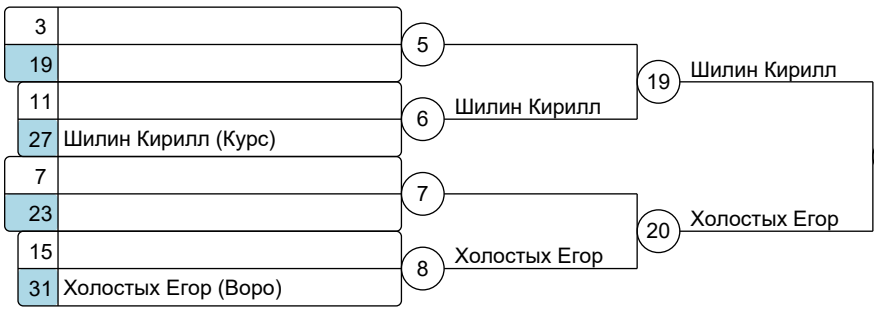 3
5
19
19 Шилин Кирилл
11
6 Шилин Кирилл
27 Шилин Кирилл (Курс)
7
7
23
20 Холостых Егор
15
8 Холостых Егор
31 Холостых Егор (Воро)